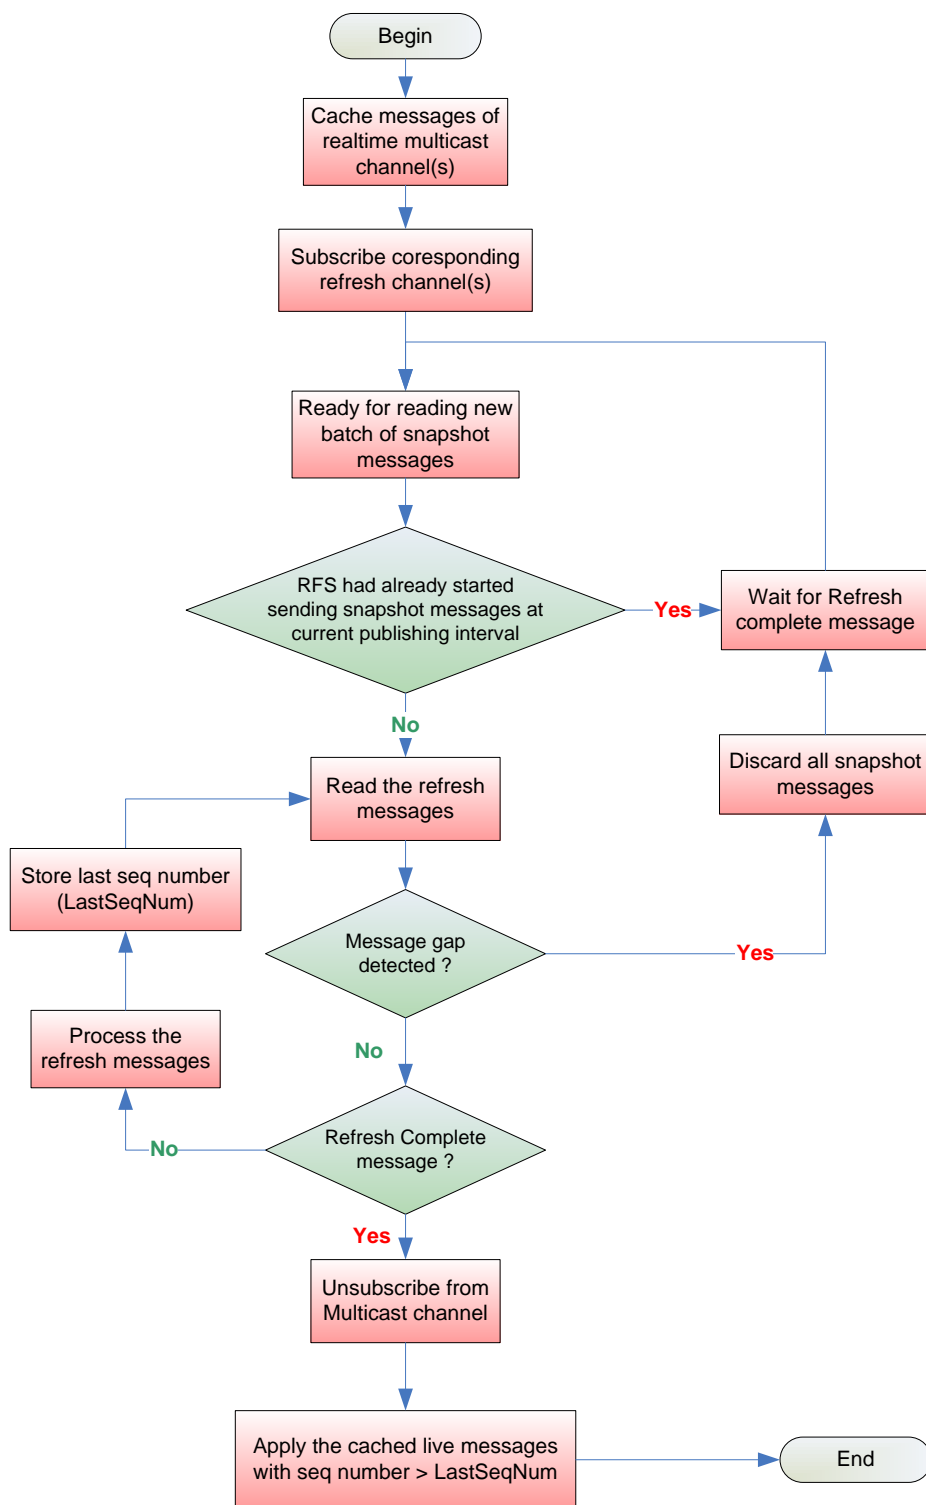 Begin
Cache messages of
realtime multicast
channel(s)
Subscribe coresponding
refresh channel(s)
Ready for reading new
batch of snapshot
messages
RFS had already started
sending snapshot messages at
current publishing interval
Yes
Wait for Refresh
complete message
No
Discard all snapshot
messages
Read the refresh
messages
Store last seq number
(LastSeqNum)
Message gap
detected ?
Yes
No
Process the
refresh messages
Refresh Complete
message ?
No
Yes
Unsubscribe from
Multicast channel
Apply the cached live messages
with seq number > LastSeqNum
End